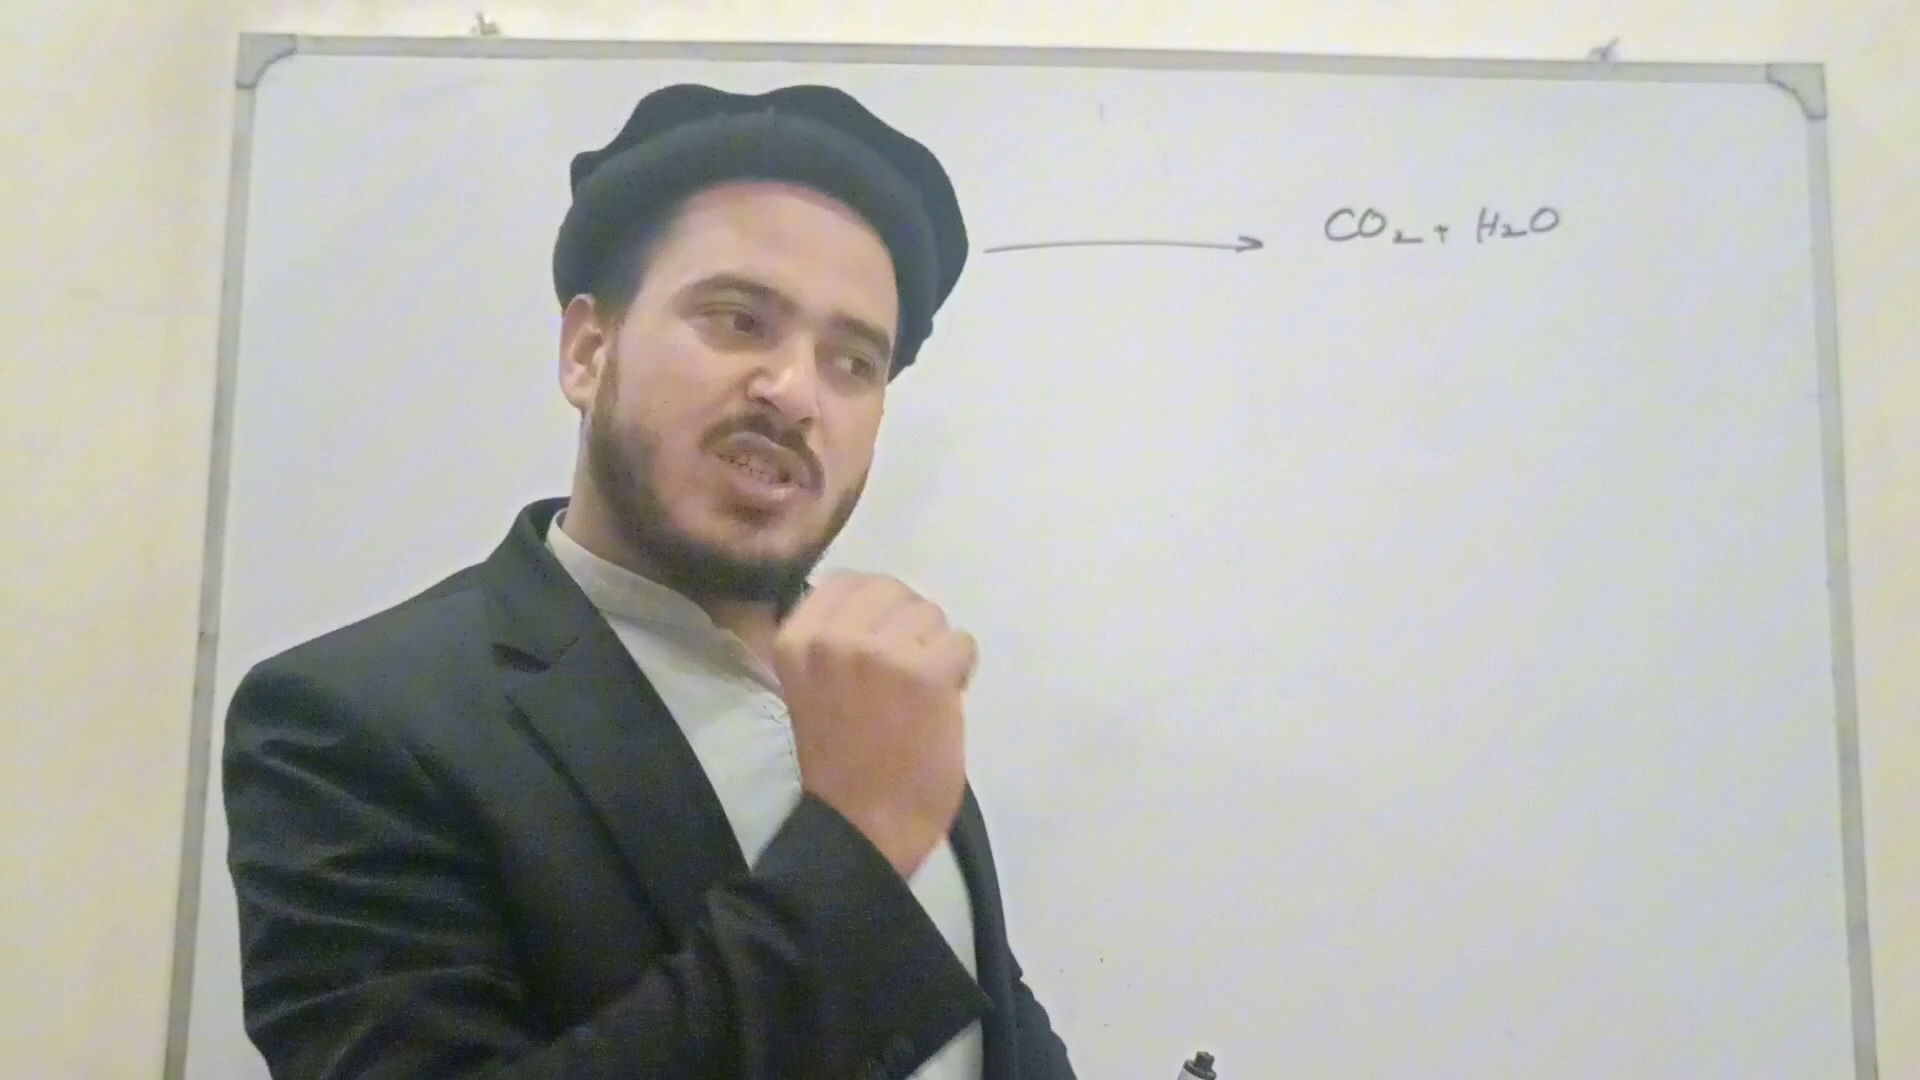 → CO₂ + H₂O